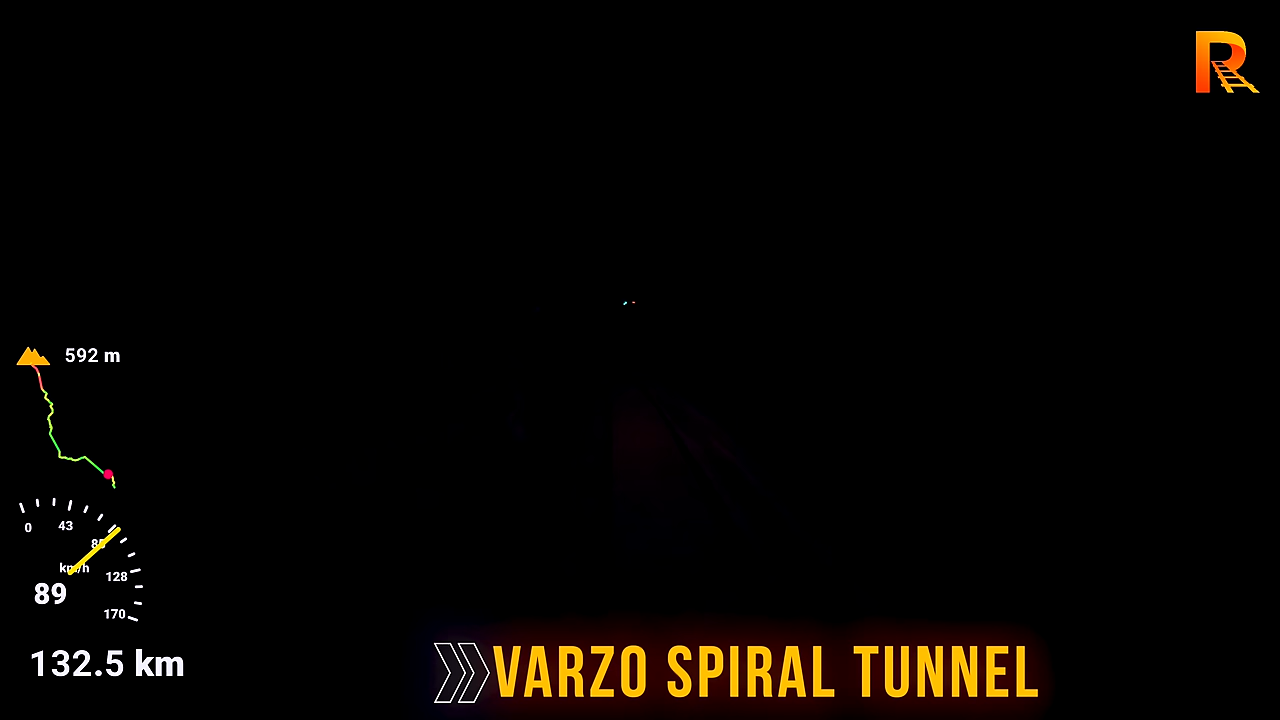 R
592 m
0
43
85
km/h
128
89
170
132.5 km
VARZO SPIRAL TUNNEL